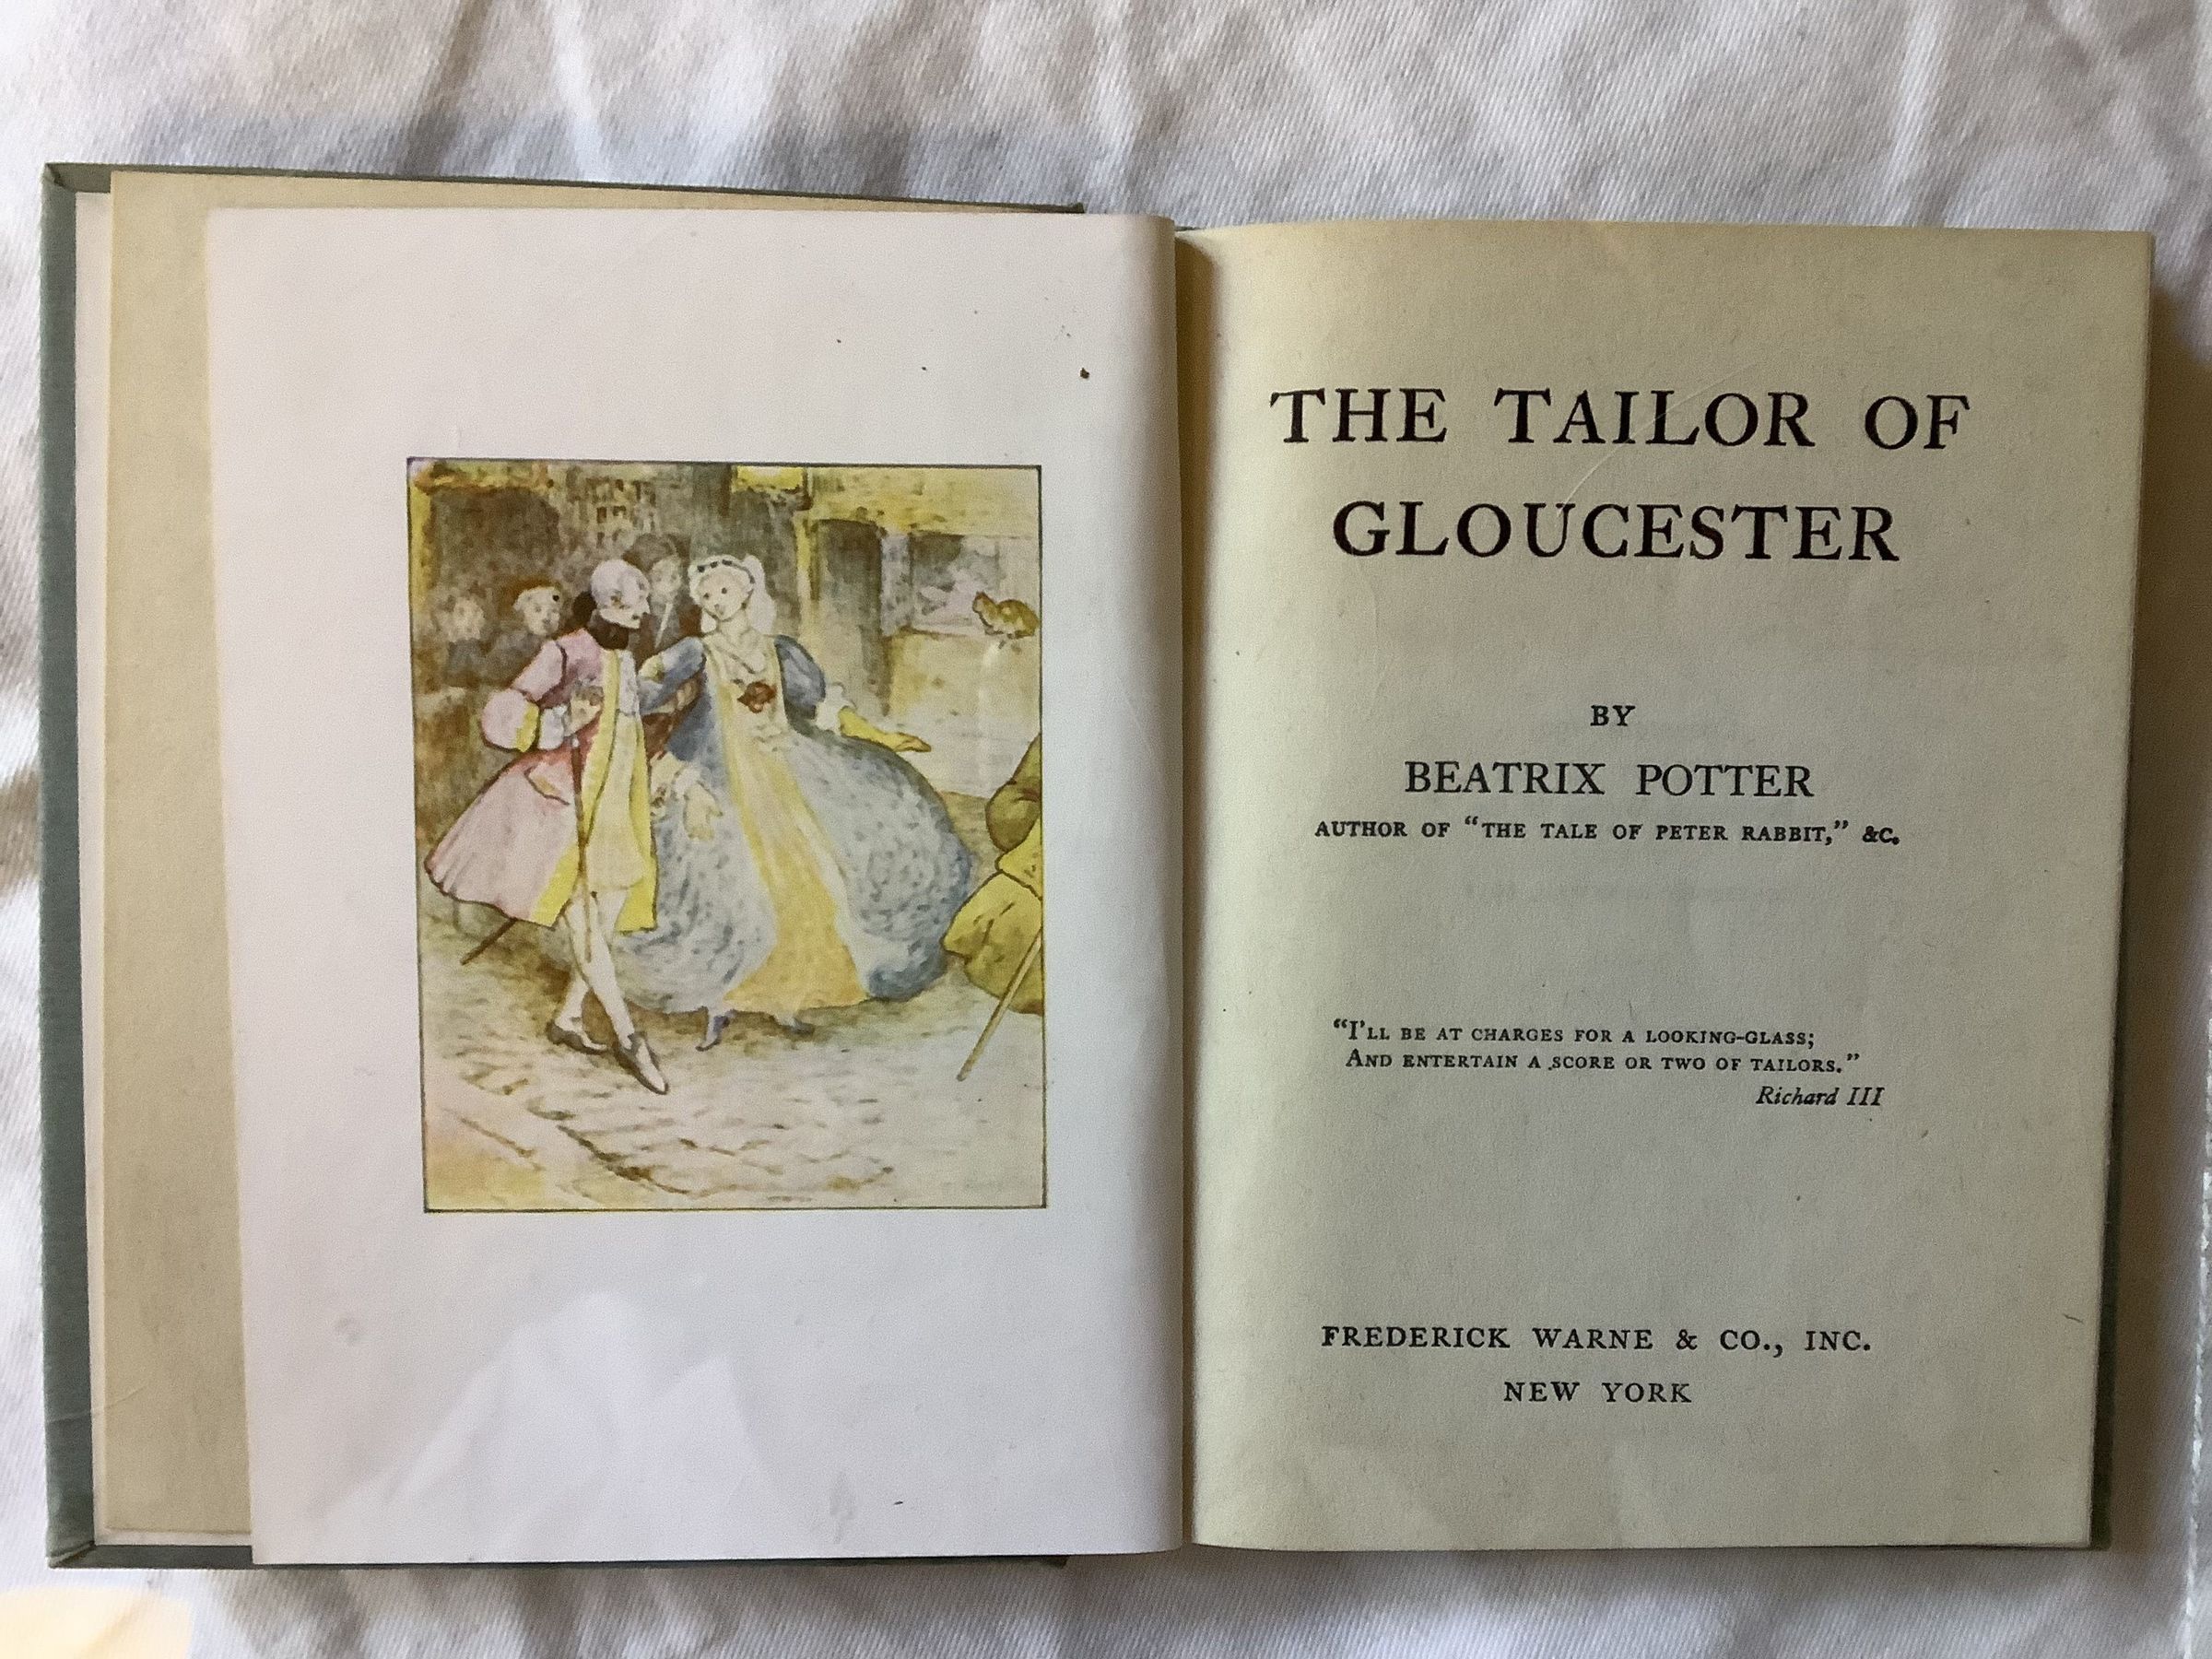 THE TAILOR OF
GLOUCESTER
BY
BEATRIX POTTER
AUTHOR OF “THE TALE OF PETER RABBIT,” &C.
“I’LL BE AT CHARGES FOR A LOOKING-GLASS;
AND ENTERTAIN A SCORE OR TWO OF TAILORS.”
Richard III
FREDERICK WARNE & CO., INC.
NEW YORK